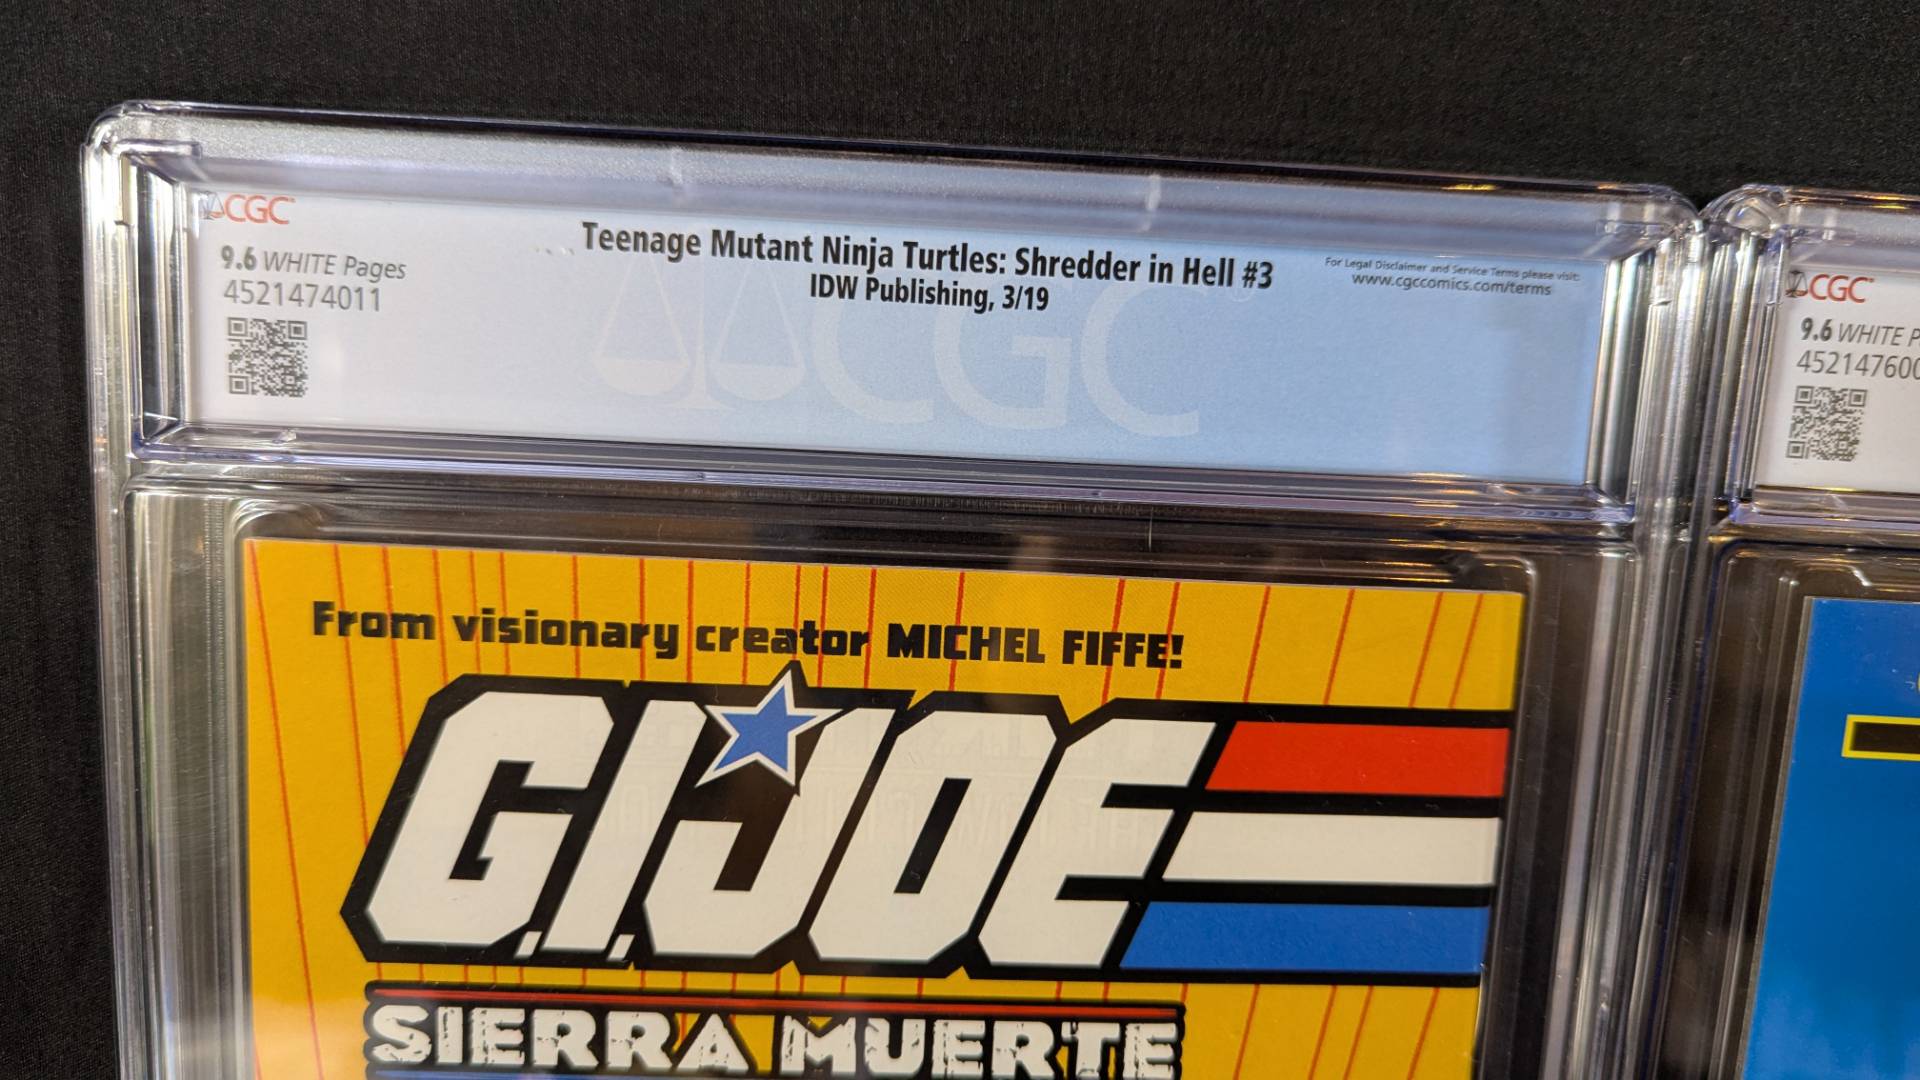 CGC
9.6 WHITE Pages
4521474011
Teenage Mutant Ninja Turtles: Shredder in Hell #3
IDW Publishing, 3/19
For Legal Disclaimer and Service Terms please visit:
www.cgccomics.com/terms
CGC
From visionary creator MICHEL FIFFE!
G.I. JOE
SIERRA MUERTE
CGC
9.6 WHITE
452147600